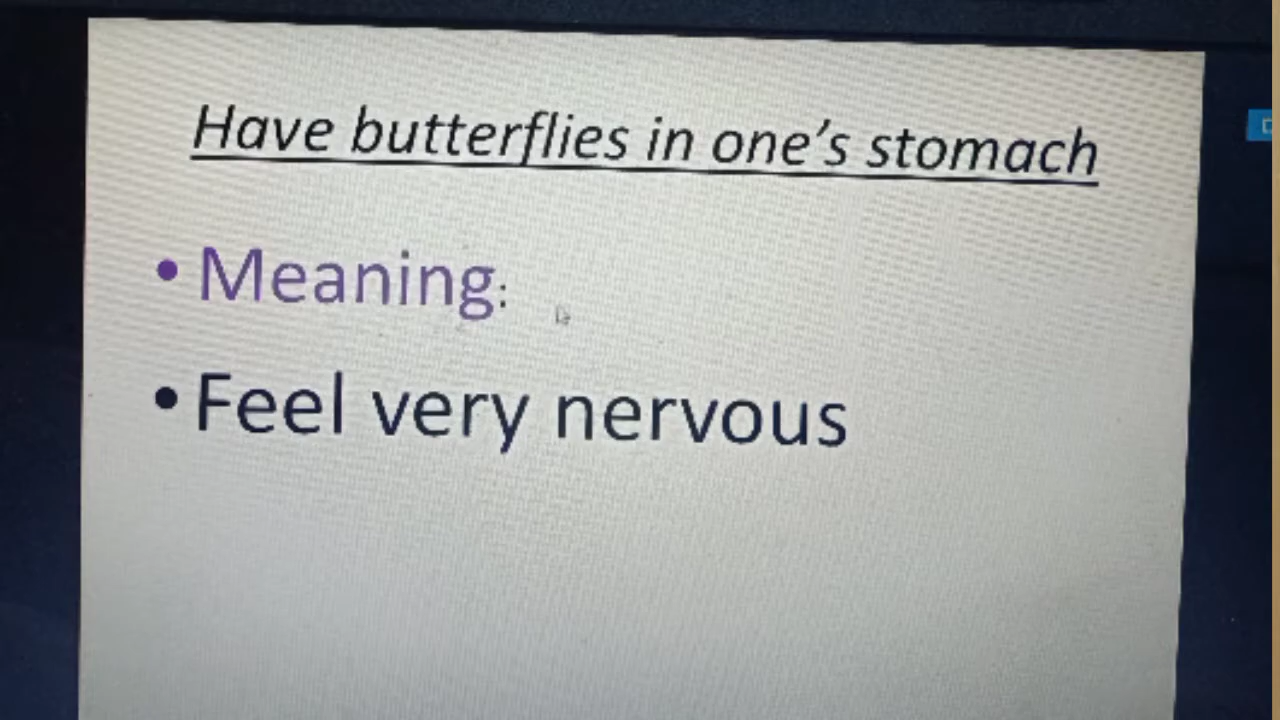 Have butterflies in one’s stomach
• Meaning:
• Feel very nervous